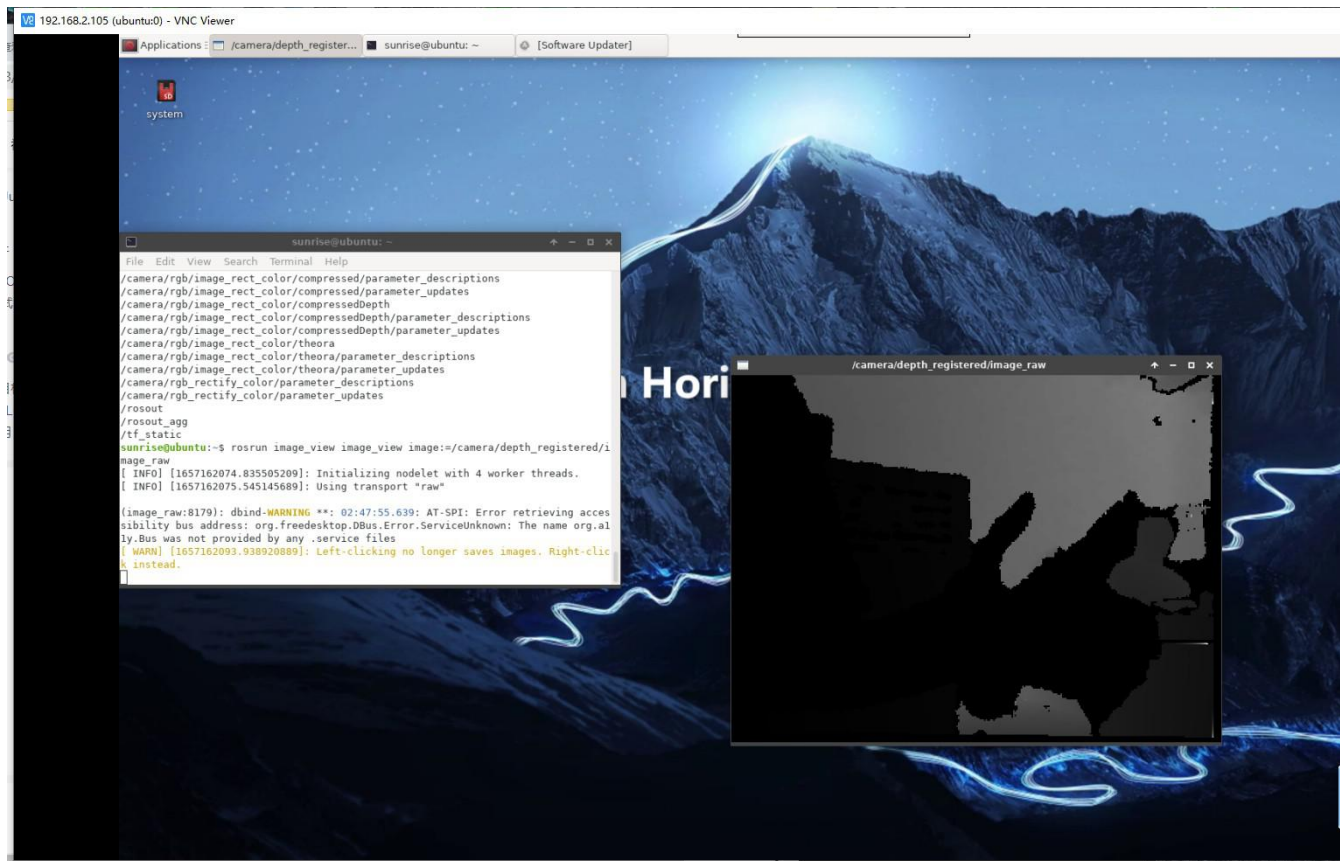 192.168.2.105 (ubuntu:0) - VNC Viewer
Applications
/camera/depth_register...
sunrise@ubuntu: ~
[Software Updater]
system
sunrise@ubuntu: ~
File Edit View Search Terminal Help
/camera/rgb/image_rect_color/compressed/parameter_descriptions
/camera/rgb/image_rect_color/compressed/parameter_updates
/camera/rgb/image_rect_color/compressedDepth
/camera/rgb/image_rect_color/compressedDepth/parameter_descriptions
/camera/rgb/image_rect_color/compressedDepth/parameter_updates
/camera/rgb/image_rect_color/theora
/camera/rgb/image_rect_color/theora/parameter_descriptions
/camera/rgb/image_rect_color/theora/parameter_updates
/camera/rgb_rectify_color/parameter_descriptions
/camera/rgb_rectify_color/parameter_updates
/rosout
/rosout_agg
/tf_static
sunrise@ubuntu:~$ rosrun image_view image_view image:=/camera/depth_registered/i
mage_raw
[ INFO] [1657162074.835505209]: Initializing nodelet with 4 worker threads.
[ INFO] [1657162075.545145689]: Using transport "raw"
(image_raw:8179): dbind-WARNING **: 02:47:55.639: AT-SPI: Error retrieving acces
sibility bus address: org.freedesktop.DBus.Error.ServiceUnknown: The name org.a1
1y.Bus was not provided by any .service files
[ WARN] [1657162093.938920889]: Left-clicking no longer saves images. Right-clic
k instead.
Hori
/camera/depth_registered/image_raw